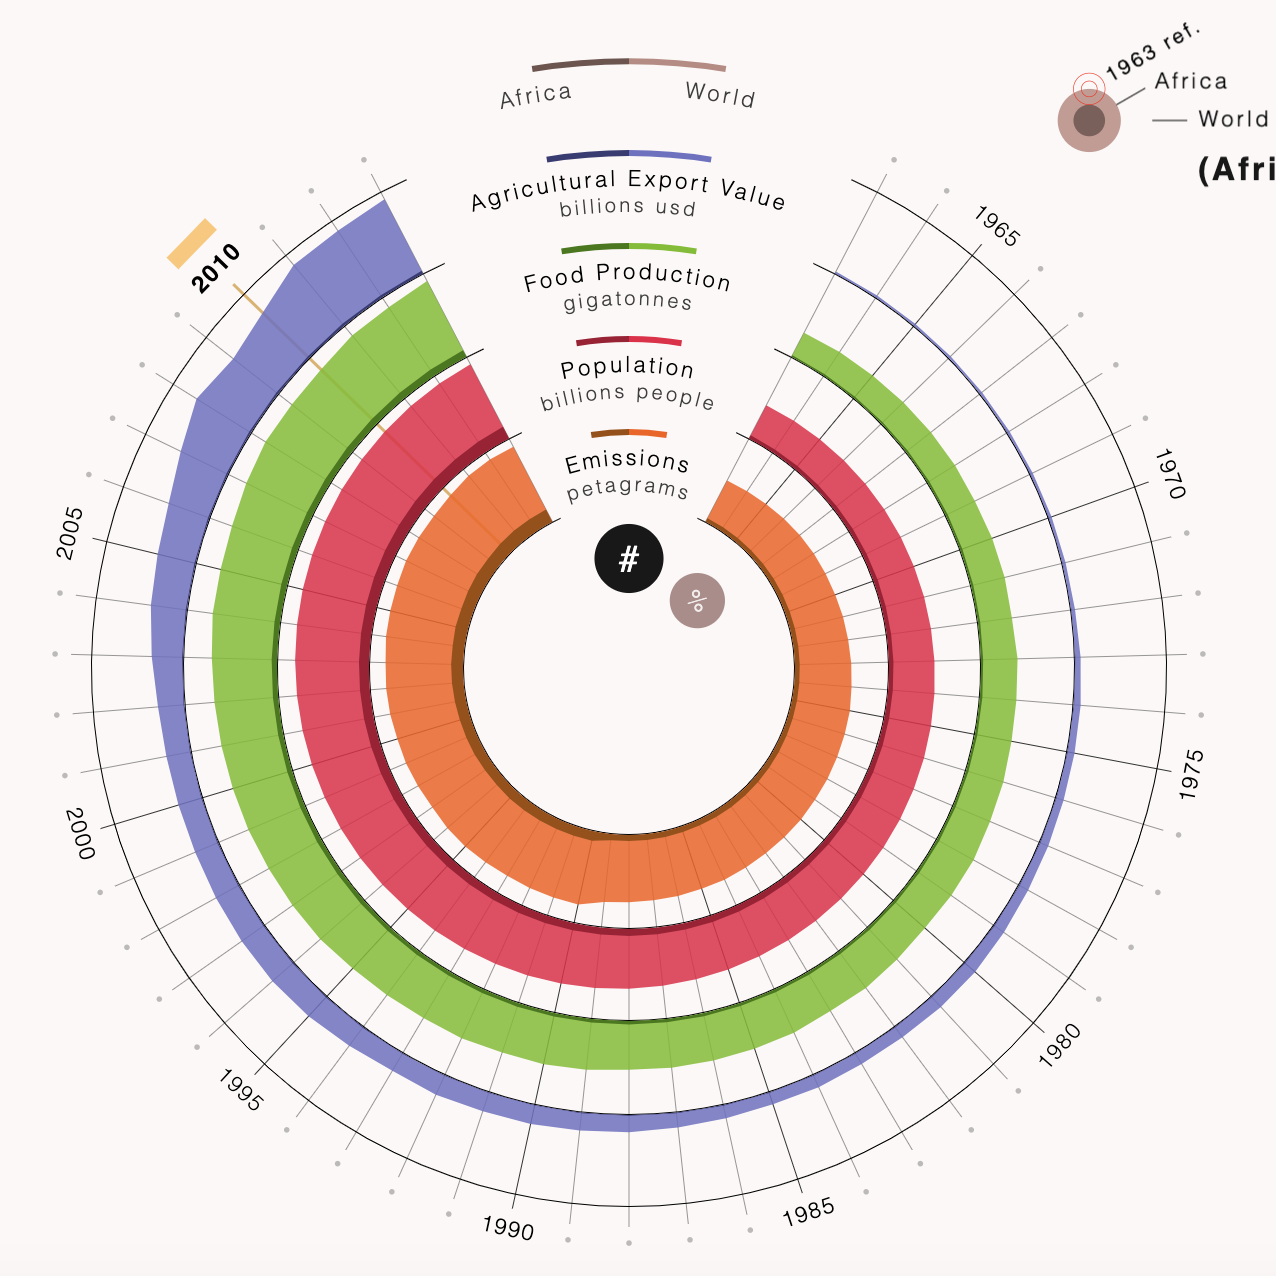 Africa
World
Agricultural Export Value
billions usd
Food Production
gigatonnes
Population
billions people
Emissions
petagrams
#
%
1963 ref.
Africa
World
(Afri
1965
1970
1975
1980
1985
1990
1995
2000
2005
2010